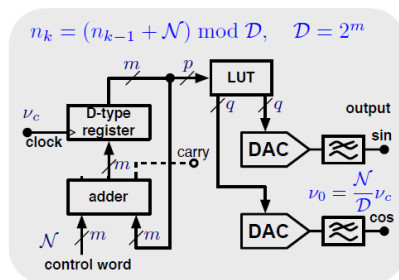 n_k = (n_{k-1} + 𝒩) mod 𝒟, 𝒟 = 2^m
m
p
LUT
ν_c
D-type
register
q
q
output
clock
sin
DAC
m
carry
adder
ν_0 = 𝒩/𝒟 ν_c
𝒩
m
m
DAC
cos
control word